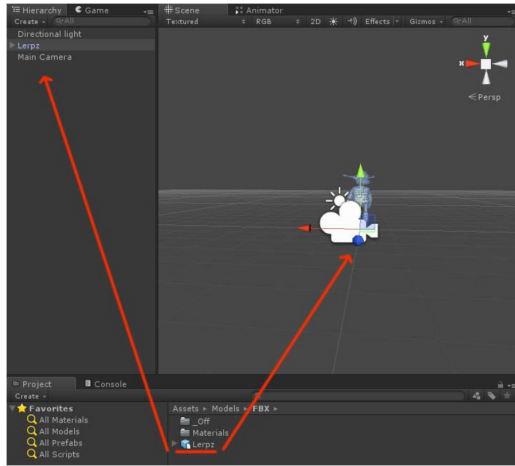 Hierarchy Game
Create All
Directional light
Lerpz
Main Camera
Scene Animator
Textured RGB 2D Effects Gizmos All
y
x
Persp
Project Console
Create
Favorites
All Materials
All Models
All Prefabs
All Scripts
Assets Models FBX
_Off
Materials
Lerpz